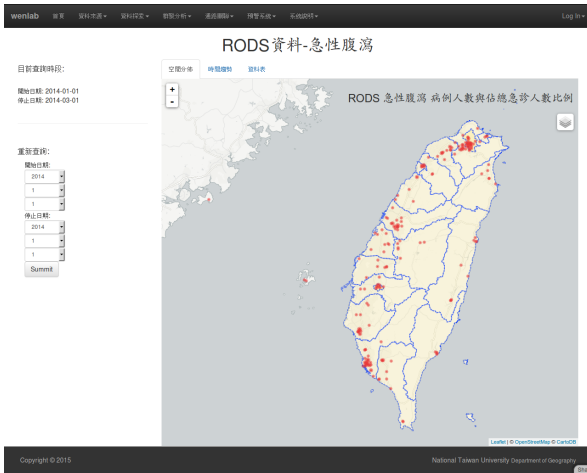 wenlab 首頁 資料來源 資料探索 群聚分析 通訊團隊 預警系統 系統說明 Log In
RODS資料-急性腹瀉
目前查詢時段:
開始日期: 2014-01-01
停止日期: 2014-03-01
重新查詢:
開始日期:
2014
1
1
停止日期:
2014
1
1
Summit
空間分佈 時間趨勢 資料表
+
-
RODS 急性腹瀉 病例人數與佔總急診人數比例
Leaflet | © OpenStreetMap © CartoDB
Copyright © 2015
National Taiwan University Department of Geography